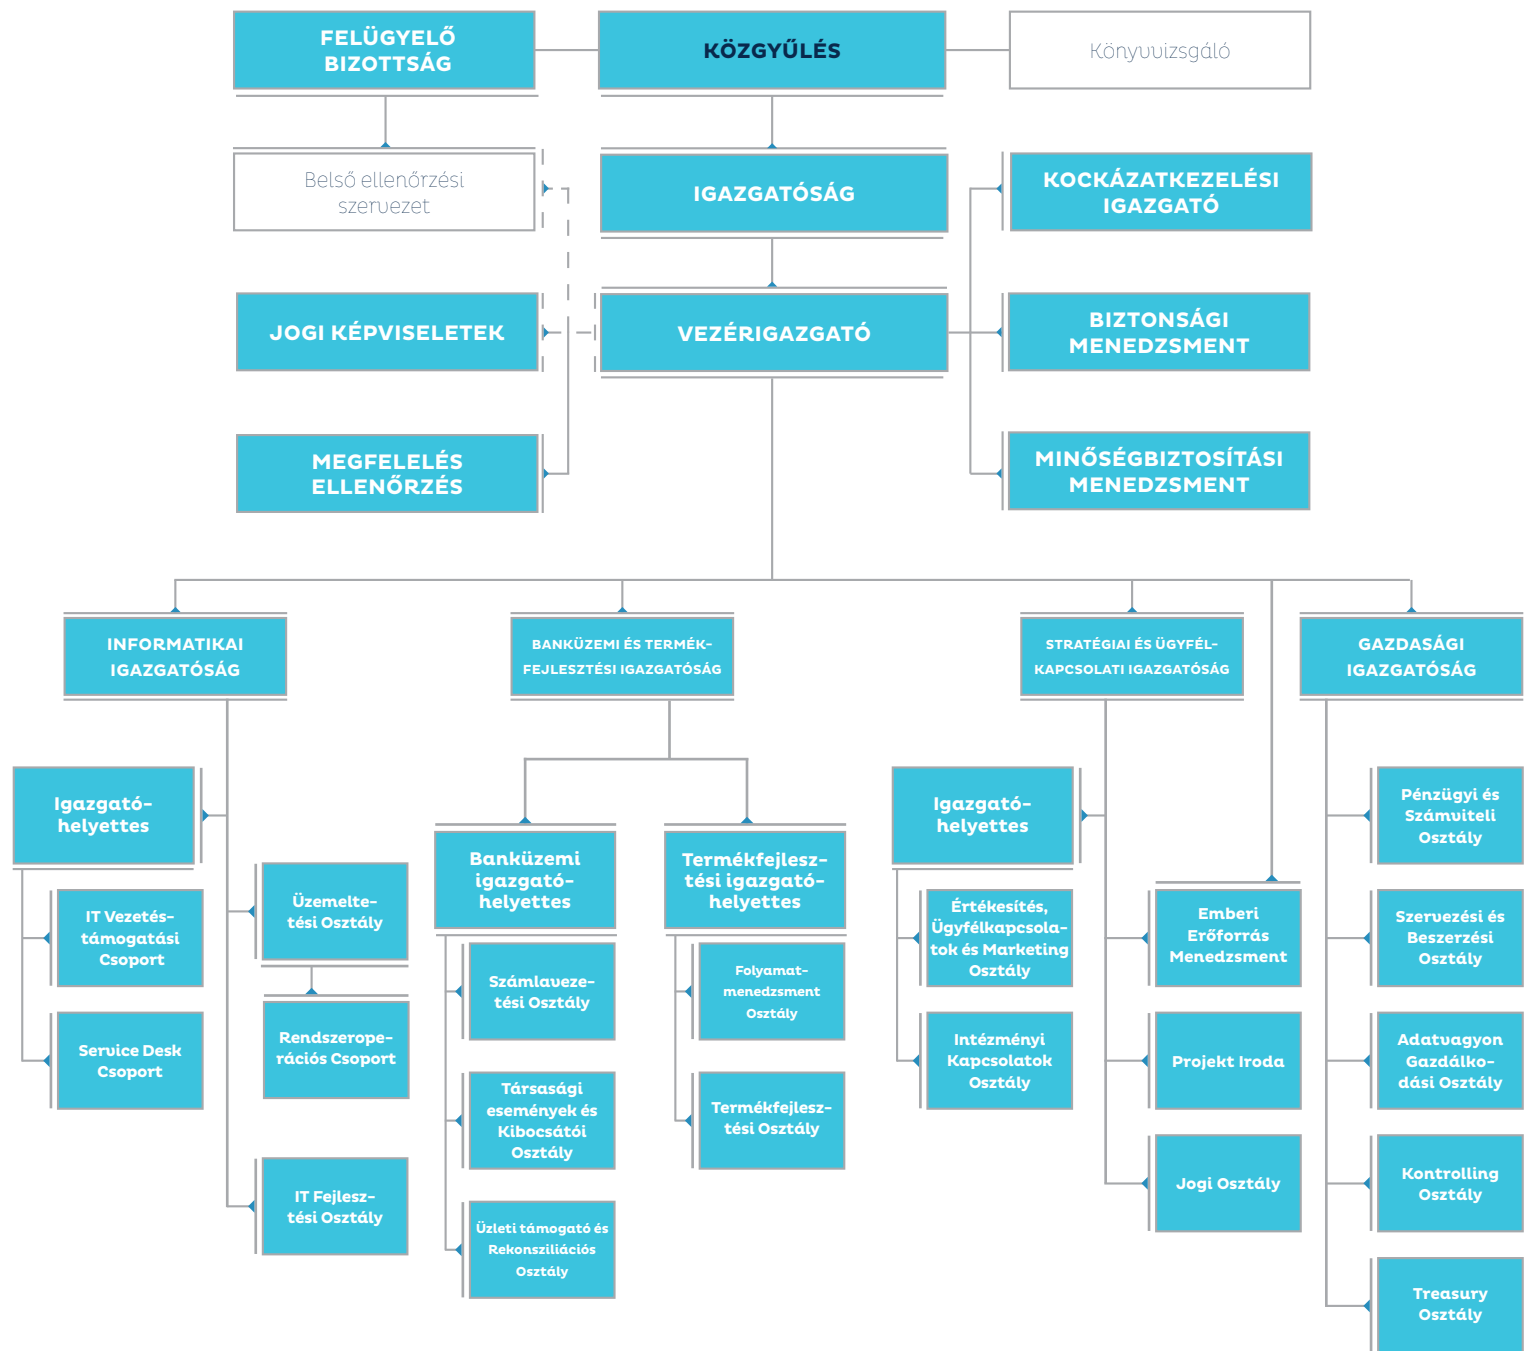 FELÜGYELŐ
BIZOTTSÁG
KÖZGYŰLÉS
Könyvvizsgáló
Belső ellenőrzési
szervezet
IGAZGATÓSÁG
KOCKÁZATKEZELÉSI
IGAZGATÓ
JOGI KÉPVISELETEK
VEZÉRIGAZGATÓ
BIZTONSÁGI
MENEDZSMENT
MEGFELELÉS
ELLENŐRZÉS
MINŐSÉGBIZTOSÍTÁSI
MENEDZSMENT
INFORMATIKAI
IGAZGATÓSÁG
BANKÜZEMI ÉS TERMÉK-
FEJLESZTÉSI IGAZGATÓSÁG
STRATÉGIAI ÉS ÜGYFÉL-
KAPCSOLATI IGAZGATÓSÁG
GAZDASÁGI
IGAZGATÓSÁG
Igazgató-
helyettes
IT Vezetés-
támogatási
Csoport
Service Desk
Csoport
Üzemelte-
tési Osztály
Rendszerope-
rációs Csoport
IT Fejlesz-
tési Osztály
Banküzemi
igazgató-
helyettes
Számlaveze-
tési Osztály
Társasági
események és
Kibocsátói
Osztály
Üzleti támogató és
Rekonsziliációs
Osztály
Termékfejlesz-
tési igazgató-
helyettes
Folyamat-
menedzsment
Osztály
Termékfejlesz-
tési Osztály
Igazgató-
helyettes
Értékesítés,
Ügyfélkapcsola-
tok és Marketing
Osztály
Intézményi
Kapcsolatok
Osztály
Emberi
Erőforrás
Menedzsment
Projekt Iroda
Jogi Osztály
Pénzügyi és
Számviteli
Osztály
Szervezési és
Beszerzési
Osztály
Adatvagyon
Gazdálko-
dási Osztály
Kontrolling
Osztály
Treasury
Osztály